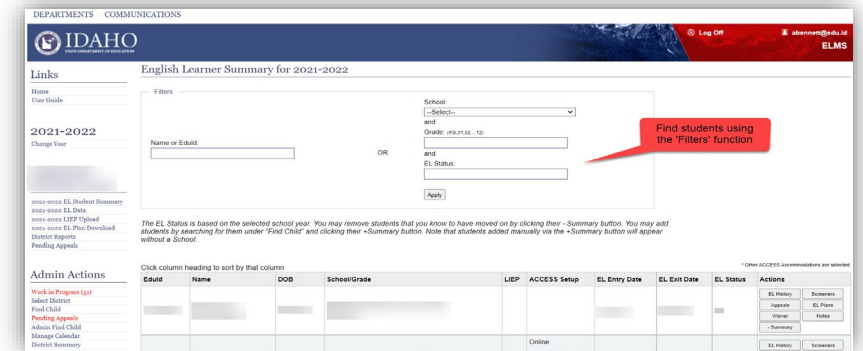 DEPARTMENTS COMMUNICATIONS
IDAHO
STATE DEPARTMENT OF EDUCATION
Log Off
abennett@edu.id
ELMS
Links
Home
User Guide
2021-2022
Change Year
2021-2022 EL Student Summary
2021-2022 EL Data
2021-2022 LIEP Upload
2021-2022 EL Plan Download
District Reports
Pending Appeals
Admin Actions
Work in Progress (52)
Select District
Find Child
Pending Appeals
Admin Find Child
Manage Calendar
District Summary
English Learner Summary for 2021-2022
Filters
Name or EduId:
OR
School:
--Select--
and
Grade: (KG,01,02,..12)
and
EL Status:
Apply
Find students using
the 'Filters' function
The EL Status is based on the selected school year. You may remove students that you know to have moved on by clicking their –Summary button. You may add
students by searching for them under "Find Child" and clicking their +Summary button. Note that students added manually via the +Summary button will appear
without a School.
Click column heading to sort by that column
* Other ACCESS Accommodations are selected
EduId Name DOB School/Grade LIEP ACCESS Setup EL Entry Date EL Exit Date EL Status Actions
EL History Screeners
Appeals EL Plans
Waiver Notes
- Summary
Online
EL History Screeners